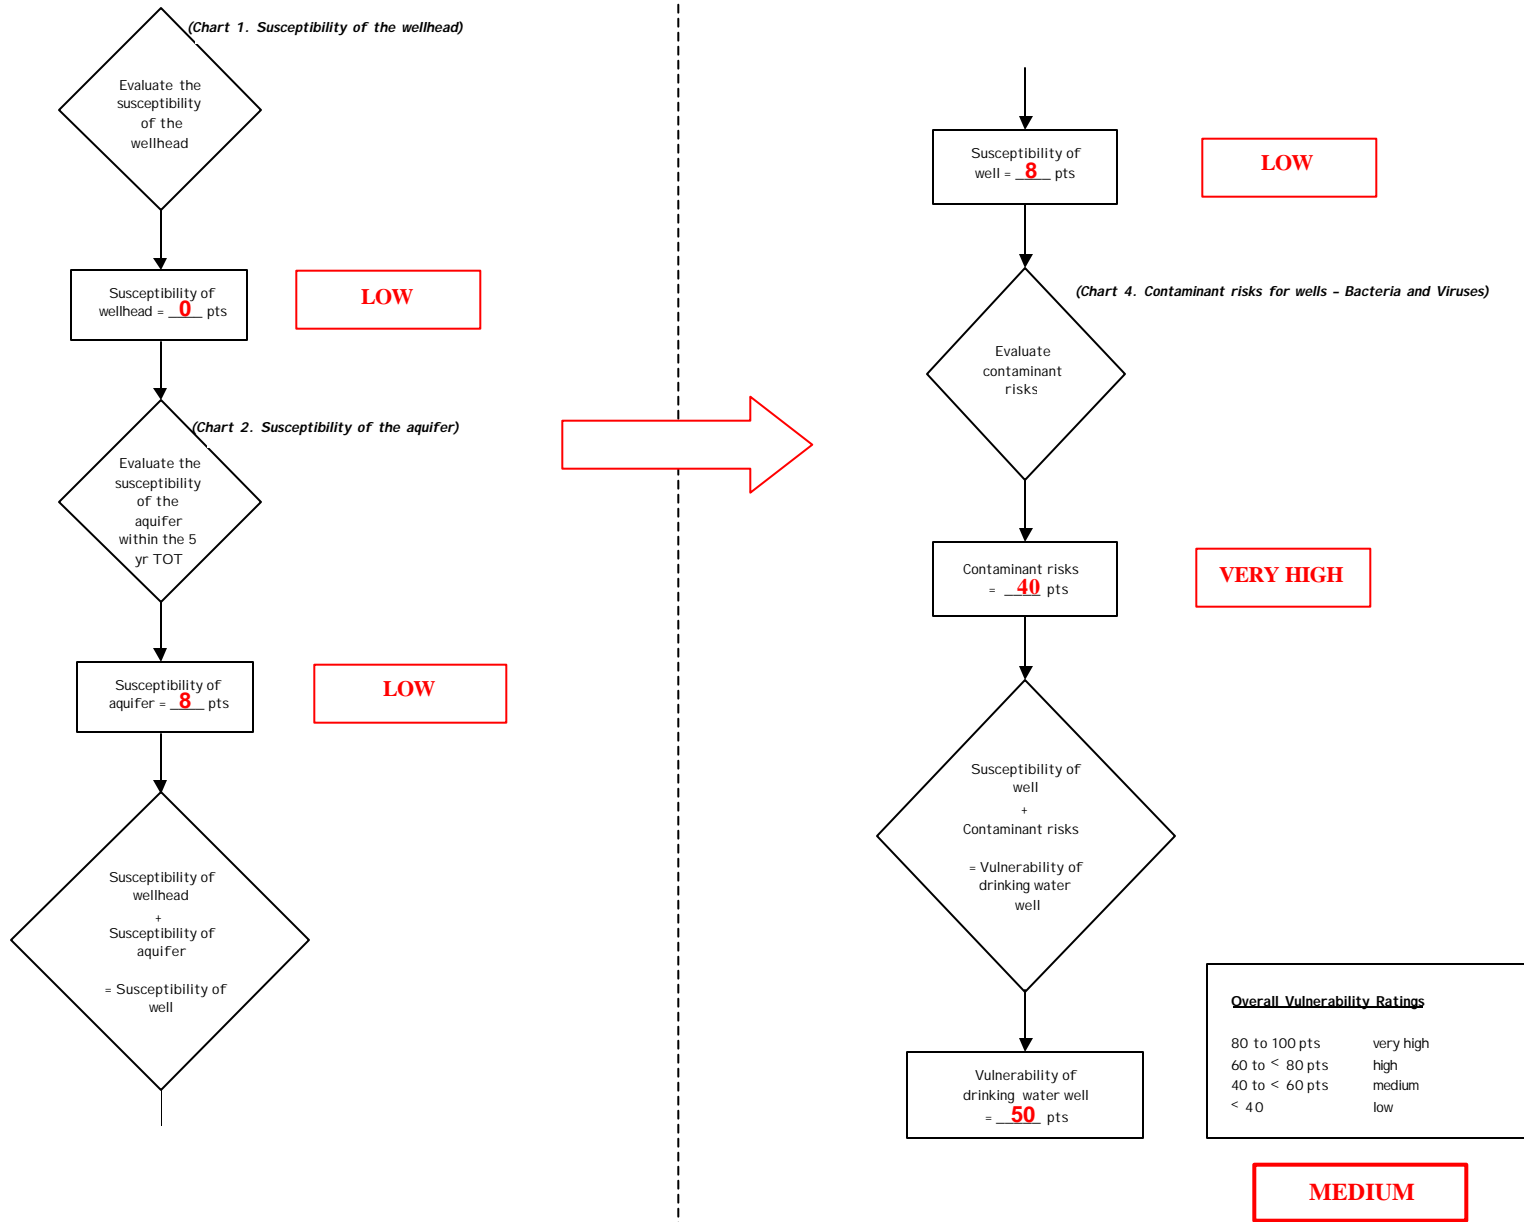 (Chart 1. Susceptibility of the wellhead)
Evaluate the
susceptibility
of the
wellhead
Susceptibility of
wellhead = __0__ pts
LOW
(Chart 2. Susceptibility of the aquifer)
Evaluate the
susceptibility
of the
aquifer
within the 5
yr TOT
Susceptibility of
aquifer = __8__ pts
LOW
Susceptibility of
wellhead
+
Susceptibility of
aquifer
= Susceptibility of
well
Susceptibility of
well = __8__ pts
LOW
(Chart 4. Contaminant risks for wells – Bacteria and Viruses)
Evaluate
contaminant
risks
Contaminant risks
= __40__ pts
VERY HIGH
Susceptibility of
well
+
Contaminant risks
= Vulnerability of
drinking water
well
Vulnerability of
drinking water well
= __50__ pts
Overall Vulnerability Ratings
80 to 100 pts very high
60 to < 80 pts high
40 to < 60 pts medium
< 40 low
MEDIUM